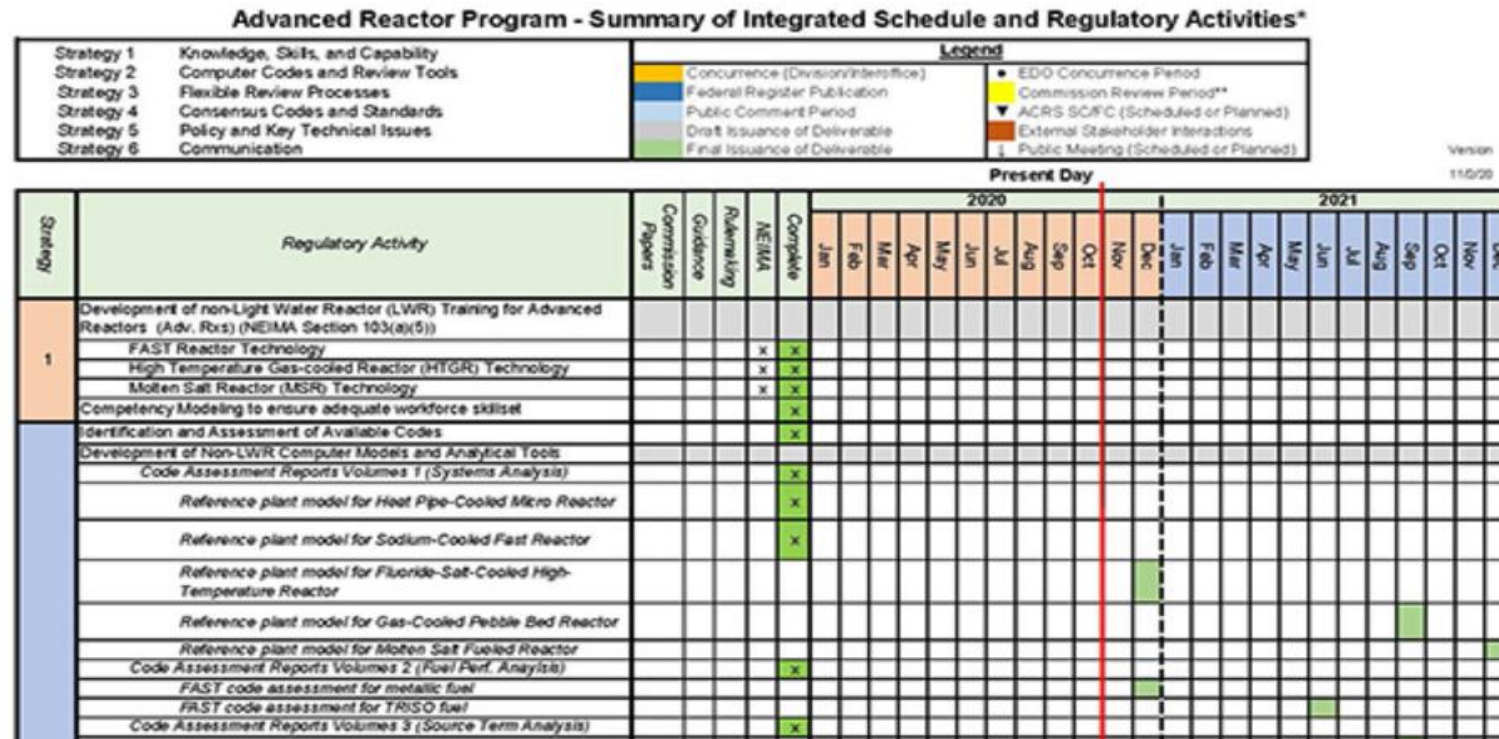 Advanced Reactor Program - Summary of Integrated Schedule and Regulatory Activities*
Strategy 1 Knowledge, Skills, and Capability
Strategy 2 Computer Codes and Review Tools
Strategy 3 Flexible Review Processes
Strategy 4 Consensus Codes and Standards
Strategy 5 Policy and Key Technical Issues
Strategy 6 Communication
Legend
Concurrence (Division/Interoffice)
Federal Register Publication
Public Comment Period
Draft Issuance of Deliverable
Final Issuance of Deliverable
EDO Concurrence Period
Commission Review Period**
ACRS SC/FC (Scheduled or Planned)
External Stakeholder Interactions
Public Meeting (Scheduled or Planned)
Version
Present Day
Strategy
Regulatory Activity
Commission Papers
Guidance
Rulemaking
NEIMA
Complete
2020
2021
Jan Feb Mar Apr May Jun Jul Aug Sep Oct Nov Dec Jan Feb Mar Apr May Jun Jul Aug Sep Oct Nov Dec
1
Development of non-Light Water Reactor (LWR) Training for Advanced
Reactors (Adv. Rxs) (NEIMA Section 103(a)(5))
FAST Reactor Technology x x
High Temperature Gas-cooled Reactor (HTGR) Technology x x
Molten Salt Reactor (MSR) Technology x x
Competency Modeling to ensure adequate workforce skillset x
Identification and Assessment of Available Codes x
Development of Non-LWR Computer Models and Analytical Tools
Code Assessment Reports Volumes 1 (Systems Analysis) x
Reference plant model for Heat Pipe-Cooled Micro Reactor x
Reference plant model for Sodium-Cooled Fast Reactor x
Reference plant model for Fluoride-Salt-Cooled High-
Temperature Reactor
Reference plant model for Gas-Cooled Pebble Bed Reactor
Reference plant model for Molten Salt Fueled Reactor
Code Assessment Reports Volumes 2 (Fuel Perf. Anaylsis) x
FAST code assessment for metallic fuel
FAST code assessment for TRISO fuel
Code Assessment Reports Volumes 3 (Source Term Analysis) x